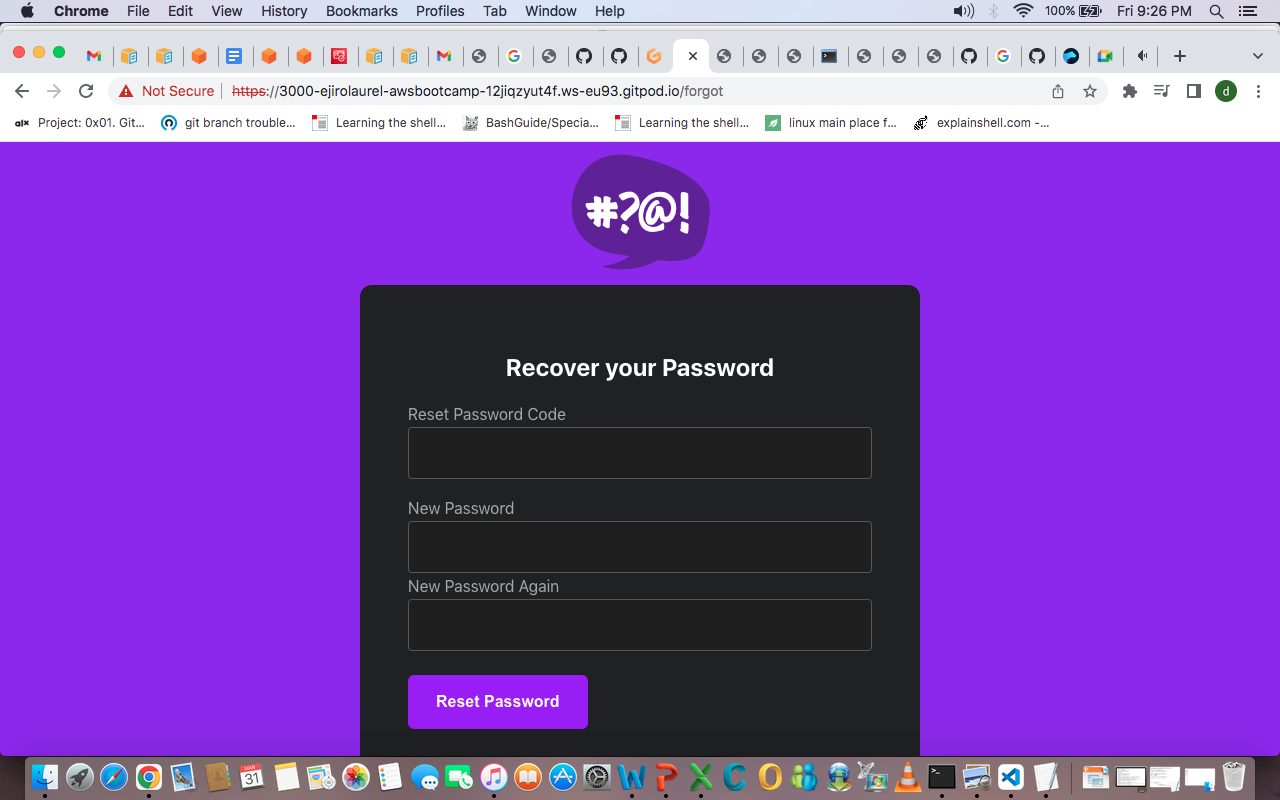 Chrome File Edit View History Bookmarks Profiles Tab Window Help 100% Fri 9:26 PM
Not Secure https://3000-ejirolaurel-awsbootcamp-12jiqzyut4f.ws-eu93.gitpod.io/forgot d
alx Project: 0x01. Git... git branch trouble... Learning the shell... BashGuide/Specia... Learning the shell... linux main place f... explainshell.com -...
#?@!
Recover your Password
Reset Password Code
New Password
New Password Again
Reset Password
MAR
31